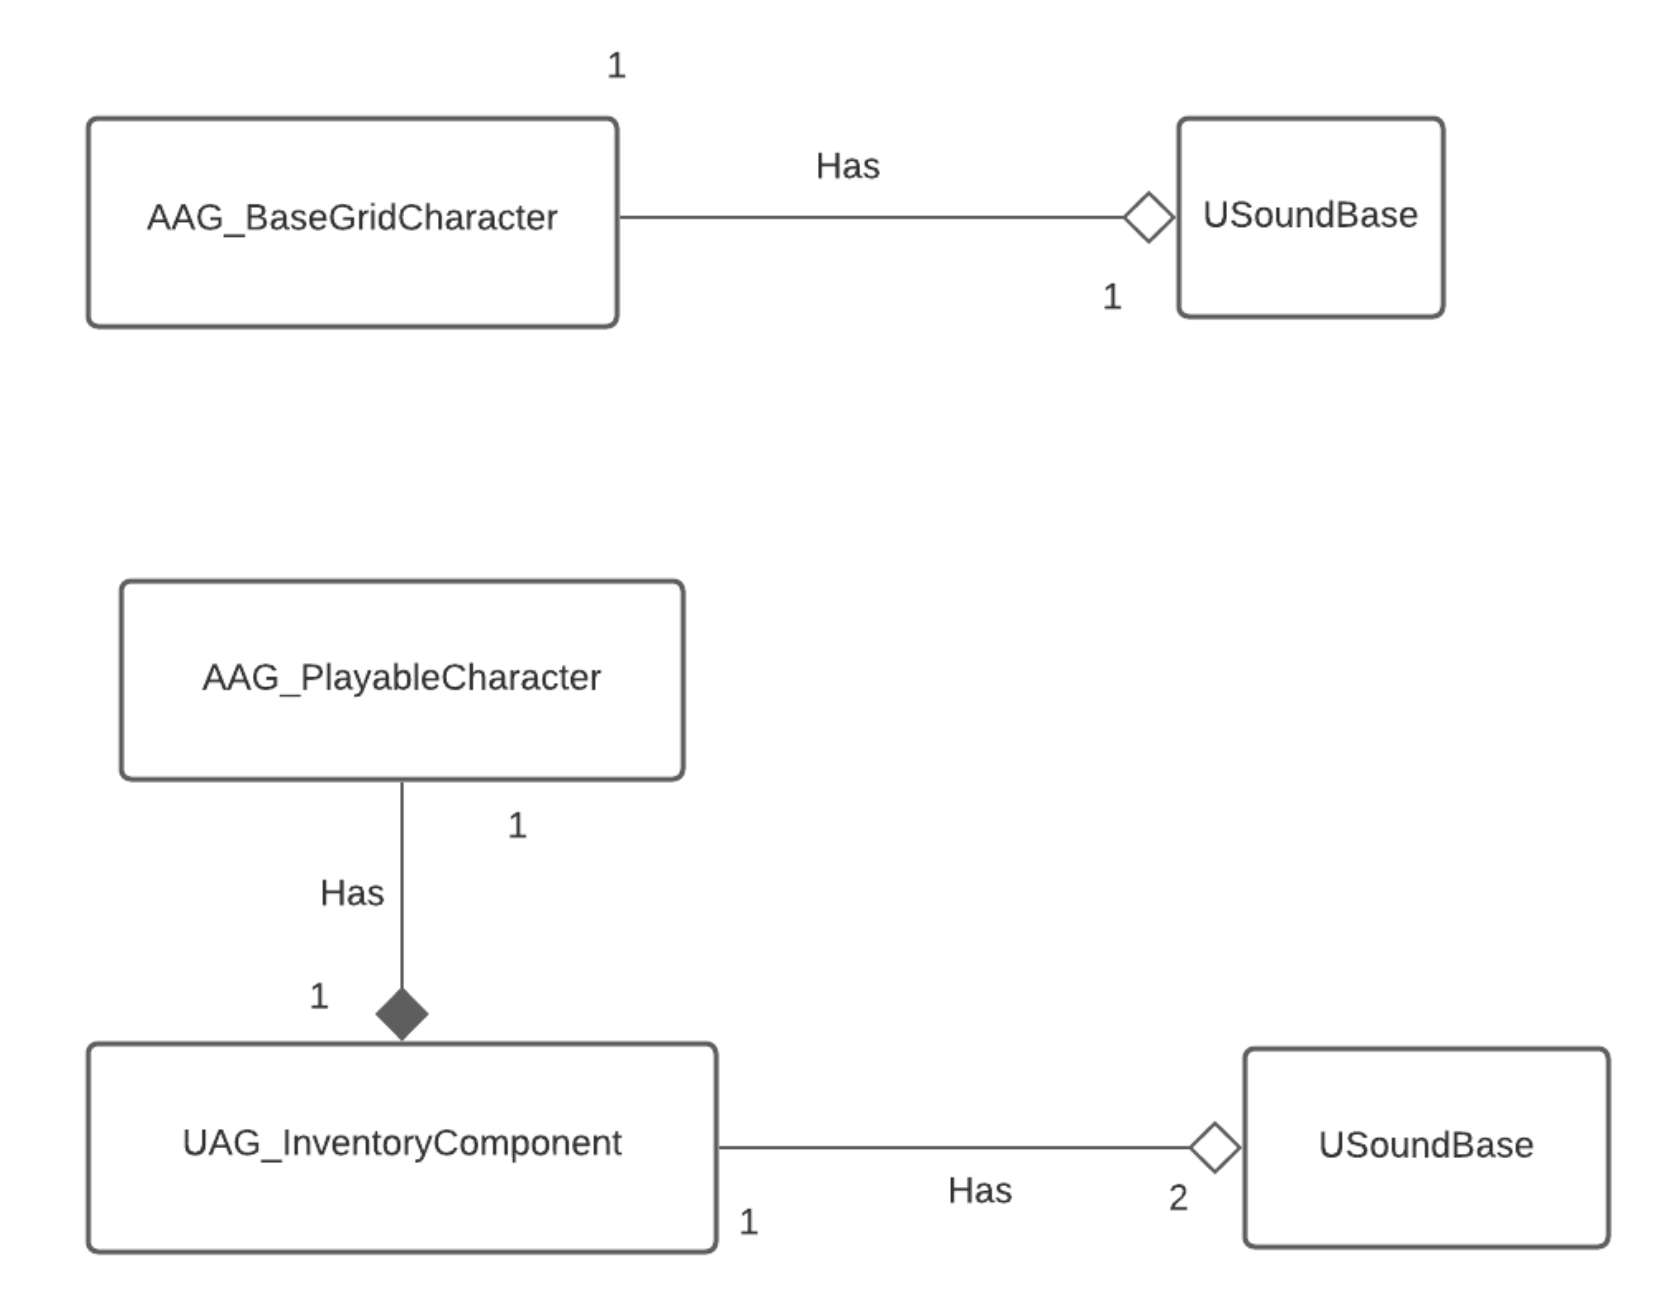 1
AAG_BaseGridCharacter
Has
1
USoundBase
AAG_PlayableCharacter
1
Has
1
UAG_InventoryComponent
1
Has
2
USoundBase